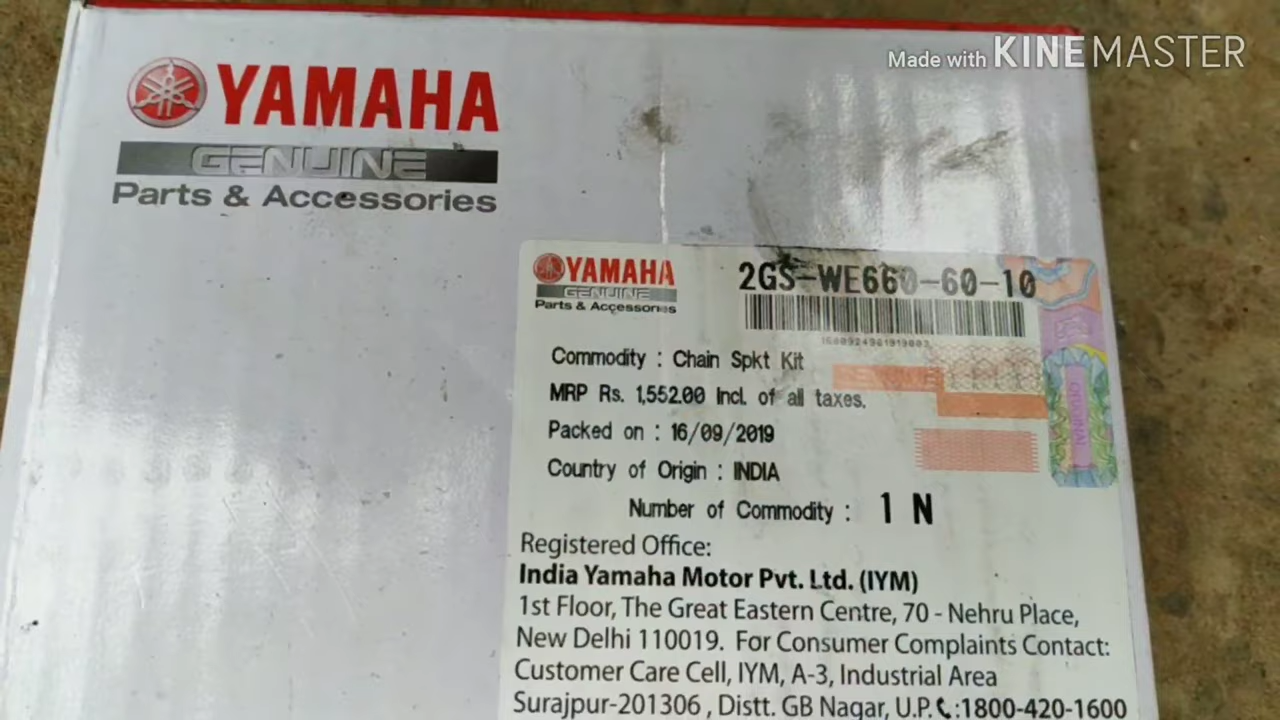 Made with KINEMASTER
YAMAHA
GENUINE
Parts & Accessories
YAMAHA
GENUINE
Parts & Accessories
2GS-WE660-60-10
Commodity : Chain Spkt Kit
MRP Rs. 1,552.00 Incl. of all taxes.
Packed on : 16/09/2019
Country of Origin : INDIA
Number of Commodity : 1 N
ORIGINAL
Registered Office:
India Yamaha Motor Pvt. Ltd. (IYM)
1st Floor, The Great Eastern Centre, 70 - Nehru Place,
New Delhi 110019. For Consumer Complaints Contact:
Customer Care Cell, IYM, A-3, Industrial Area
Surajpur-201306 , Distt. GB Nagar, U.P. :1800-420-1600